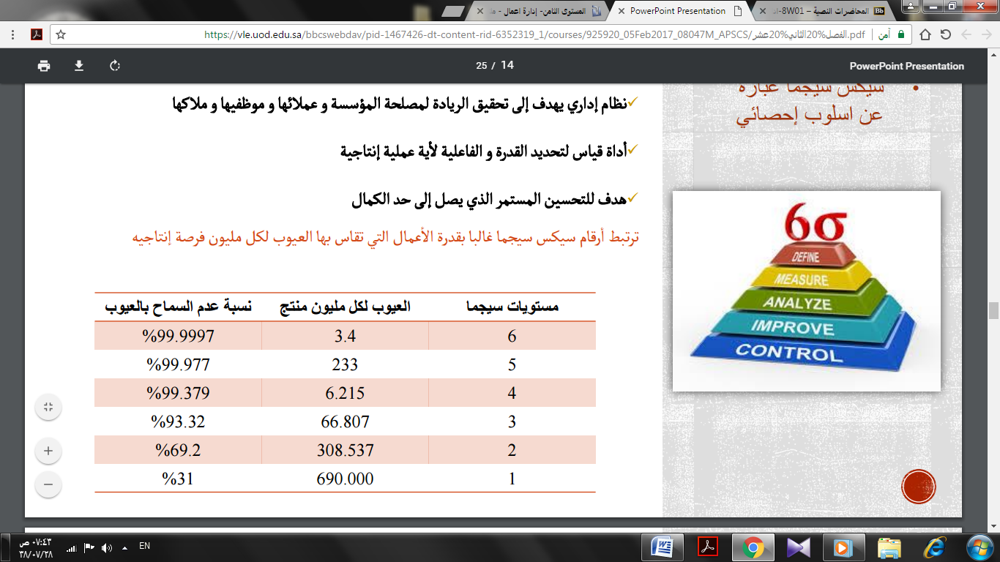 المستوى الثامن- إدارة اعمال - ما
PowerPoint Presentation
المحاضرات النصية – 8W01-ا
https://vle.uod.edu.sa/bbcswebdav/pid-1467426-dt-content-rid-6352319_1/courses/925920_05Feb2017_08047M_APSCS/الفصل%20الثاني%20عشر.pdf
آمن
25 / 14
PowerPoint Presentation
سيكس سيجما عبارة
عن اسلوب إحصائي
نظام إداري يهدف إلى تحقيق الريادة لمصلحة المؤسسة و عملائها و موظفيها و ملاكها
أداة قياس لتحديد القدرة و الفاعلية لأية عملية إنتاجية
هدف للتحسين المستمر الذي يصل إلى حد الكمال
ترتبط أرقام سيكس سيجما غالبا بقدرة الأعمال التي تقاس بها العيوب لكل مليون فرصة إنتاجيه
6σ
DEFINE
MEASURE
ANALYZE
IMPROVE
CONTROL
مستويات سيجما العيوب لكل مليون منتج نسبة عدم السماح بالعيوب
6 3.4 %99.9997
5 233 %99.977
4 6.215 %99.379
3 66.807 %93.32
2 308.537 %69.2
1 690.000 %31
٠٧:٤٣ ص
٣٨/٠٧/٢٨
EN